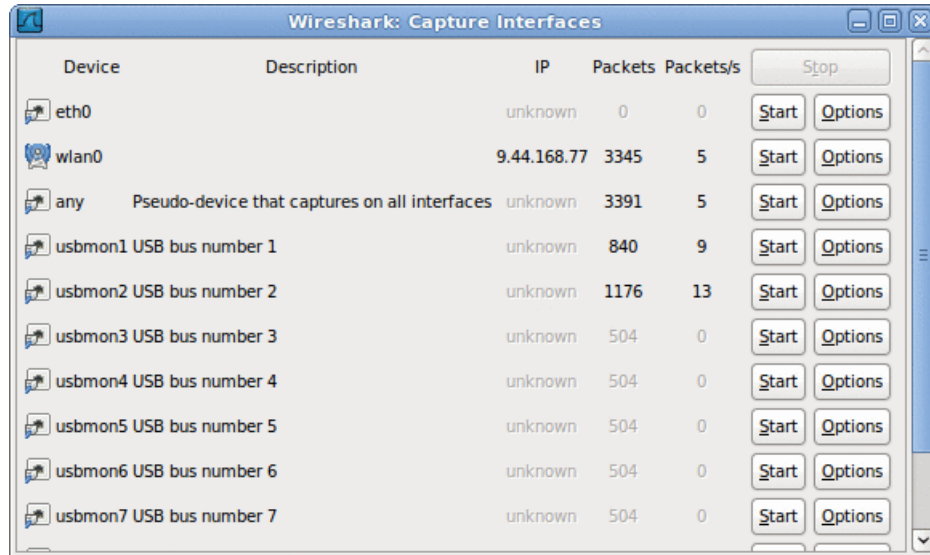 Wireshark: Capture Interfaces
Device Description IP Packets Packets/s Stop
eth0 unknown 0 0 Start Options
wlan0 9.44.168.77 3345 5 Start Options
any Pseudo-device that captures on all interfaces unknown 3391 5 Start Options
usbmon1 USB bus number 1 unknown 840 9 Start Options
usbmon2 USB bus number 2 unknown 1176 13 Start Options
usbmon3 USB bus number 3 unknown 504 0 Start Options
usbmon4 USB bus number 4 unknown 504 0 Start Options
usbmon5 USB bus number 5 unknown 504 0 Start Options
usbmon6 USB bus number 6 unknown 504 0 Start Options
usbmon7 USB bus number 7 unknown 504 0 Start Options